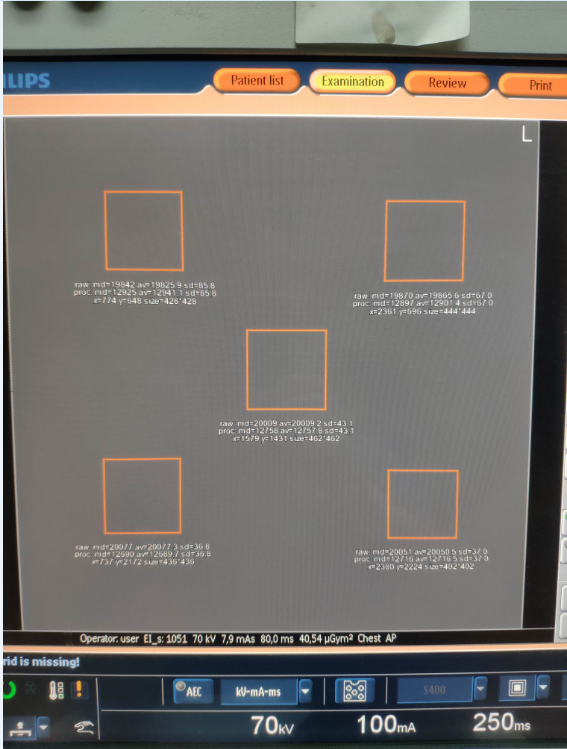 ILIPS
Patient list
Examination
Review
Print
L
raw: mid=19842 av=19825.9 sd=85.8
proc: mid=12925 av=12941.1 sd=85.8
x=774 y=648 size=428*428
raw: mid=19870 av=19865.6 sd=67.0
proc: mid=12897 av=12901.4 sd=67.0
x=2361 y=696 size=444*444
raw: mid=20009 av=20009.2 sd=43.1
proc: mid=12758 av=12757.8 sd=43.1
x=1579 y=1431 size=462*462
raw: mid=20077 av=20077.3 sd=36.8
proc: mid=12690 av=12689.7 sd=36.8
x=737 y=2172 size=436*436
raw: mid=20051 av=20050.5 sd=37.0
proc: mid=12716 av=12716.5 sd=37.0
x=2380 y=2224 size=402*402
Operator: user EI_s: 1051 70 kV 7,9 mAs 80,0 ms 40,54 µGym² Chest AP
rid is missing!
AEC
kV-mA-ms
S400
70kV
100mA
250ms